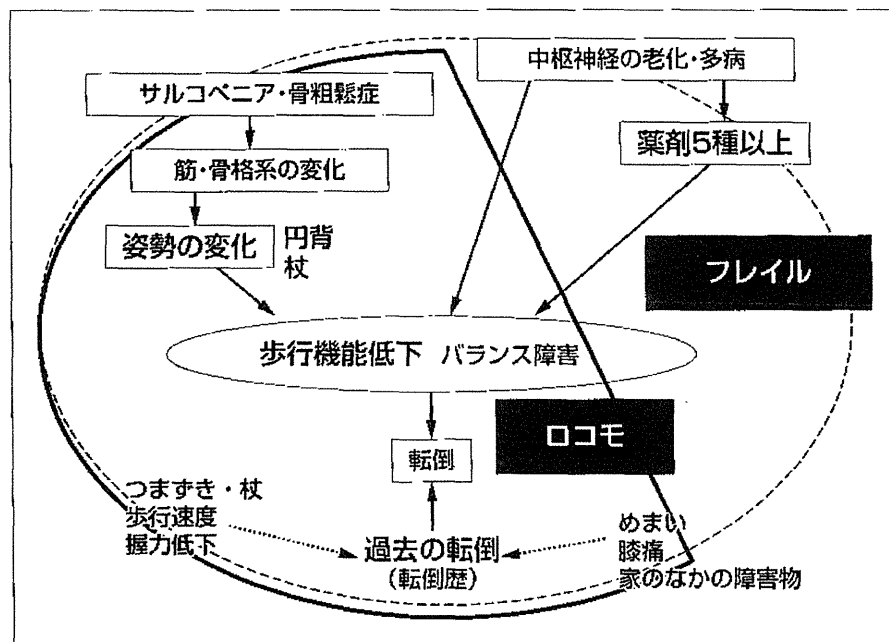 中枢神経の老化・多病
サルコペニア・骨粗鬆症
薬剤5種以上
筋・骨格系の変化
姿勢の変化
円背
杖
フレイル
歩行機能低下 バランス障害
ロコモ
転倒
つまずき・杖
歩行速度
握力低下
過去の転倒
(転倒歴)
めまい
膝痛
家のなかの障害物